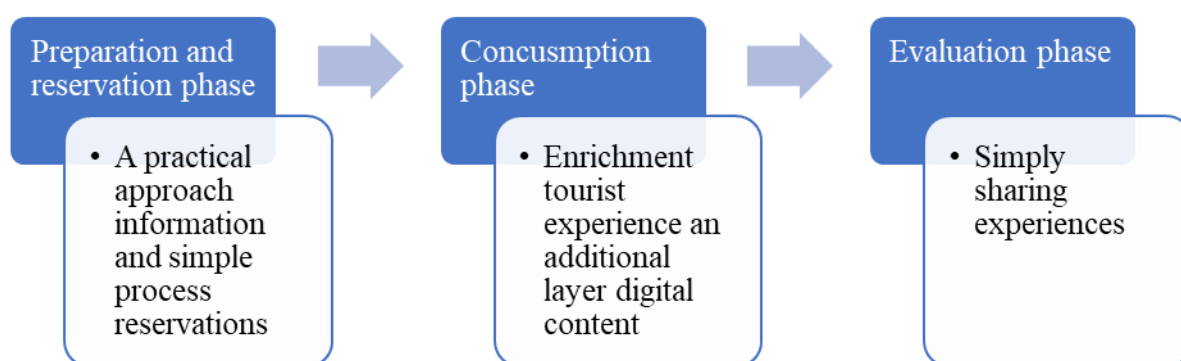 Preparation and
reservation phase
• A practical
approach
information
and simple
process
reservations
Concusmption
phase
• Enrichment
tourist
experience an
additional
layer digital
content
Evaluation phase
• Simply
sharing
experiences